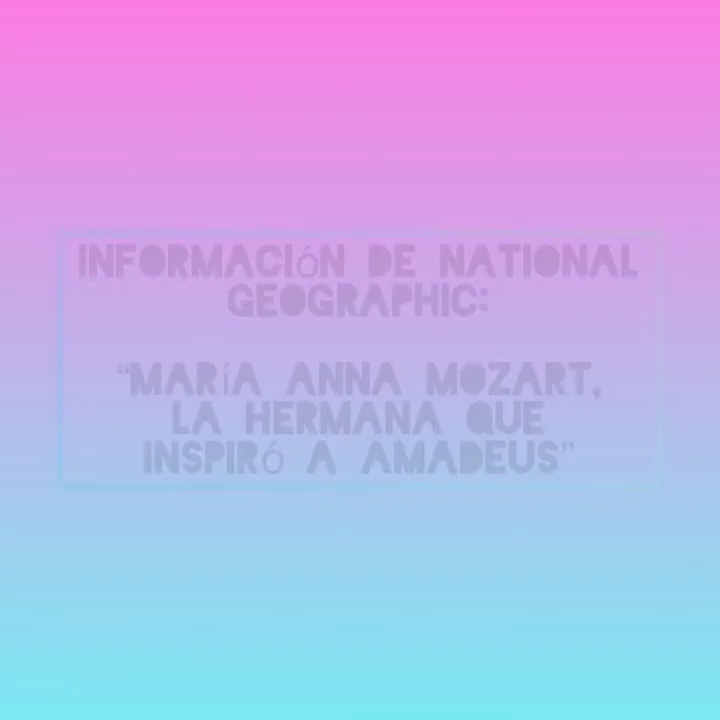 INFORMACIÓN DE NATIONAL
GEOGRAPHIC:
“MARÍA ANNA MOZART,
LA HERMANA QUE
INSPIRÓ A AMADEUS”